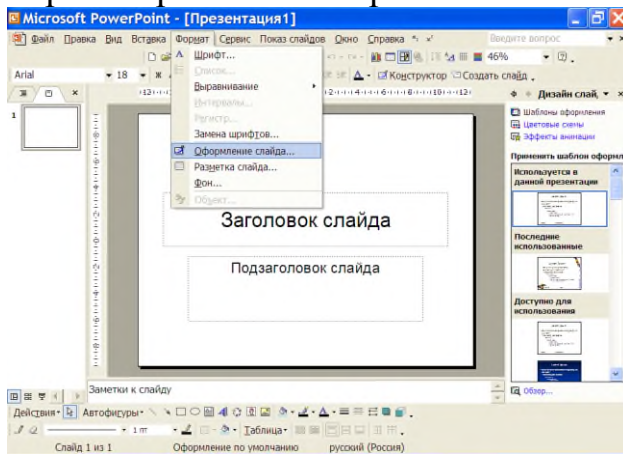 Microsoft PowerPoint - [Презентация1]
Файл Правка Вид Вставка Формат Сервис Показ слайдов Окно Справка Введите вопрос
46%
Arial 18 Ж Конструктор Создать слайд
Шрифт...
Список...
Выравнивание
Интервалы...
Регистр...
Замена шрифтов...
Оформление слайда...
Разметка слайда...
Фон...
Объект...
1
Заголовок слайда
Подзаголовок слайда
Дизайн слай,
Шаблоны оформления
Цветовые схемы
Эффекты анимации
Применить шаблон оформл
Используется в
данной презентации
Последние
использованные
Доступно для
использования
Обзор...
Заметки к слайду
Действия Автофигуры
1 пт Таблица
Слайд 1 из 1 Оформление по умолчанию русский (Россия)